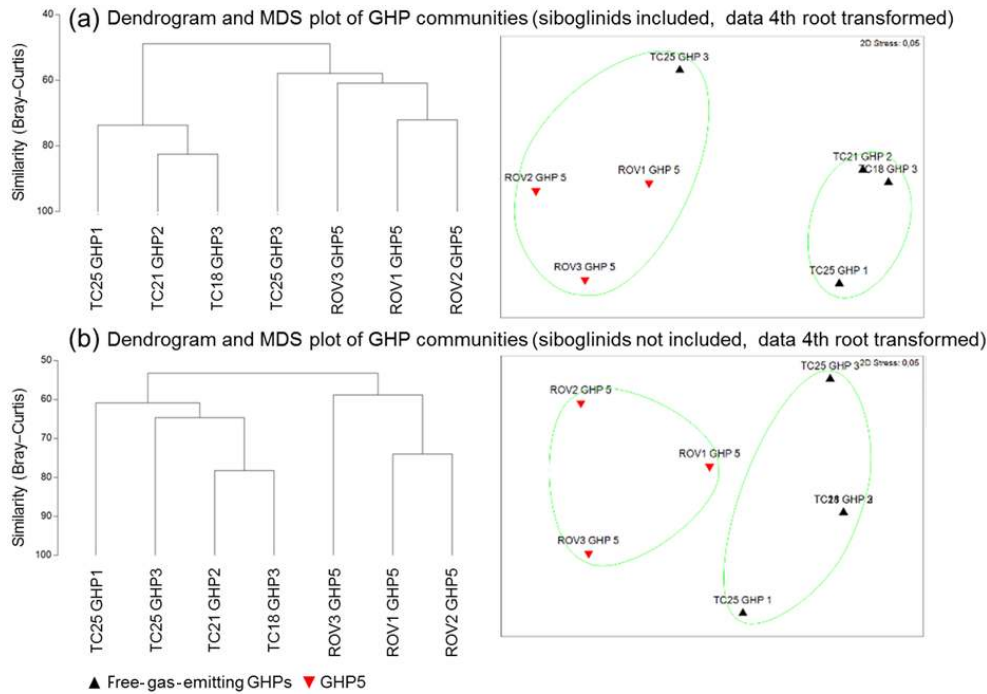 (a) Dendrogram and MDS plot of GHP communities (siboglinids included, data 4th root transformed)
Similarity (Bray–Curtis)
40
60
80
100
TC25 GHP1
TC21 GHP2
TC18 GHP3
TC25 GHP3
ROV3 GHP5
ROV1 GHP5
ROV2 GHP5
2D Stress: 0,05
TC25 GHP 3
TC21 GHP 2
TC18 GHP 3
ROV2 GHP 5
ROV1 GHP 5
ROV3 GHP 5
TC25 GHP 1
(b) Dendrogram and MDS plot of GHP communities (siboglinids not included, data 4th root transformed)
Similarity (Bray–Curtis)
50
60
70
80
90
100
TC25 GHP1
TC25 GHP3
TC21 GHP2
TC18 GHP3
ROV3 GHP5
ROV1 GHP5
ROV2 GHP5
TC25 GHP 3
2D Stress: 0,05
ROV2 GHP 5
ROV1 GHP 5
ROV3 GHP 5
TC25 GHP 1
▲ Free-gas-emitting GHPs ▼ GHP5